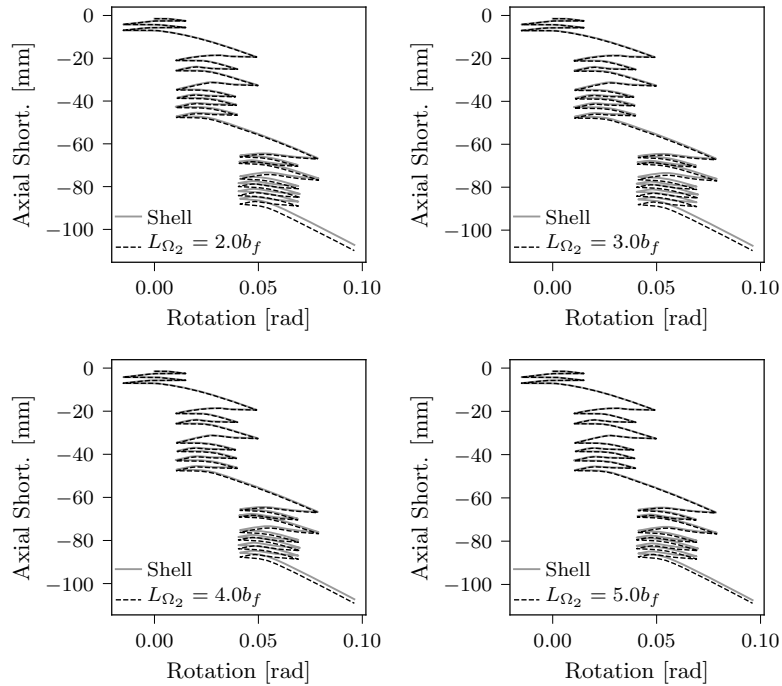 0
−20
−40
−60
−80
−100
Axial Short. [mm]
Shell
L_{Ω_2} = 2.0b_f
0.00 0.05 0.10
Rotation [rad]
0
−20
−40
−60
−80
−100
Axial Short. [mm]
Shell
L_{Ω_2} = 3.0b_f
0.00 0.05 0.10
Rotation [rad]
0
−20
−40
−60
−80
−100
Axial Short. [mm]
Shell
L_{Ω_2} = 4.0b_f
0.00 0.05 0.10
Rotation [rad]
0
−20
−40
−60
−80
−100
Axial Short. [mm]
Shell
L_{Ω_2} = 5.0b_f
0.00 0.05 0.10
Rotation [rad]